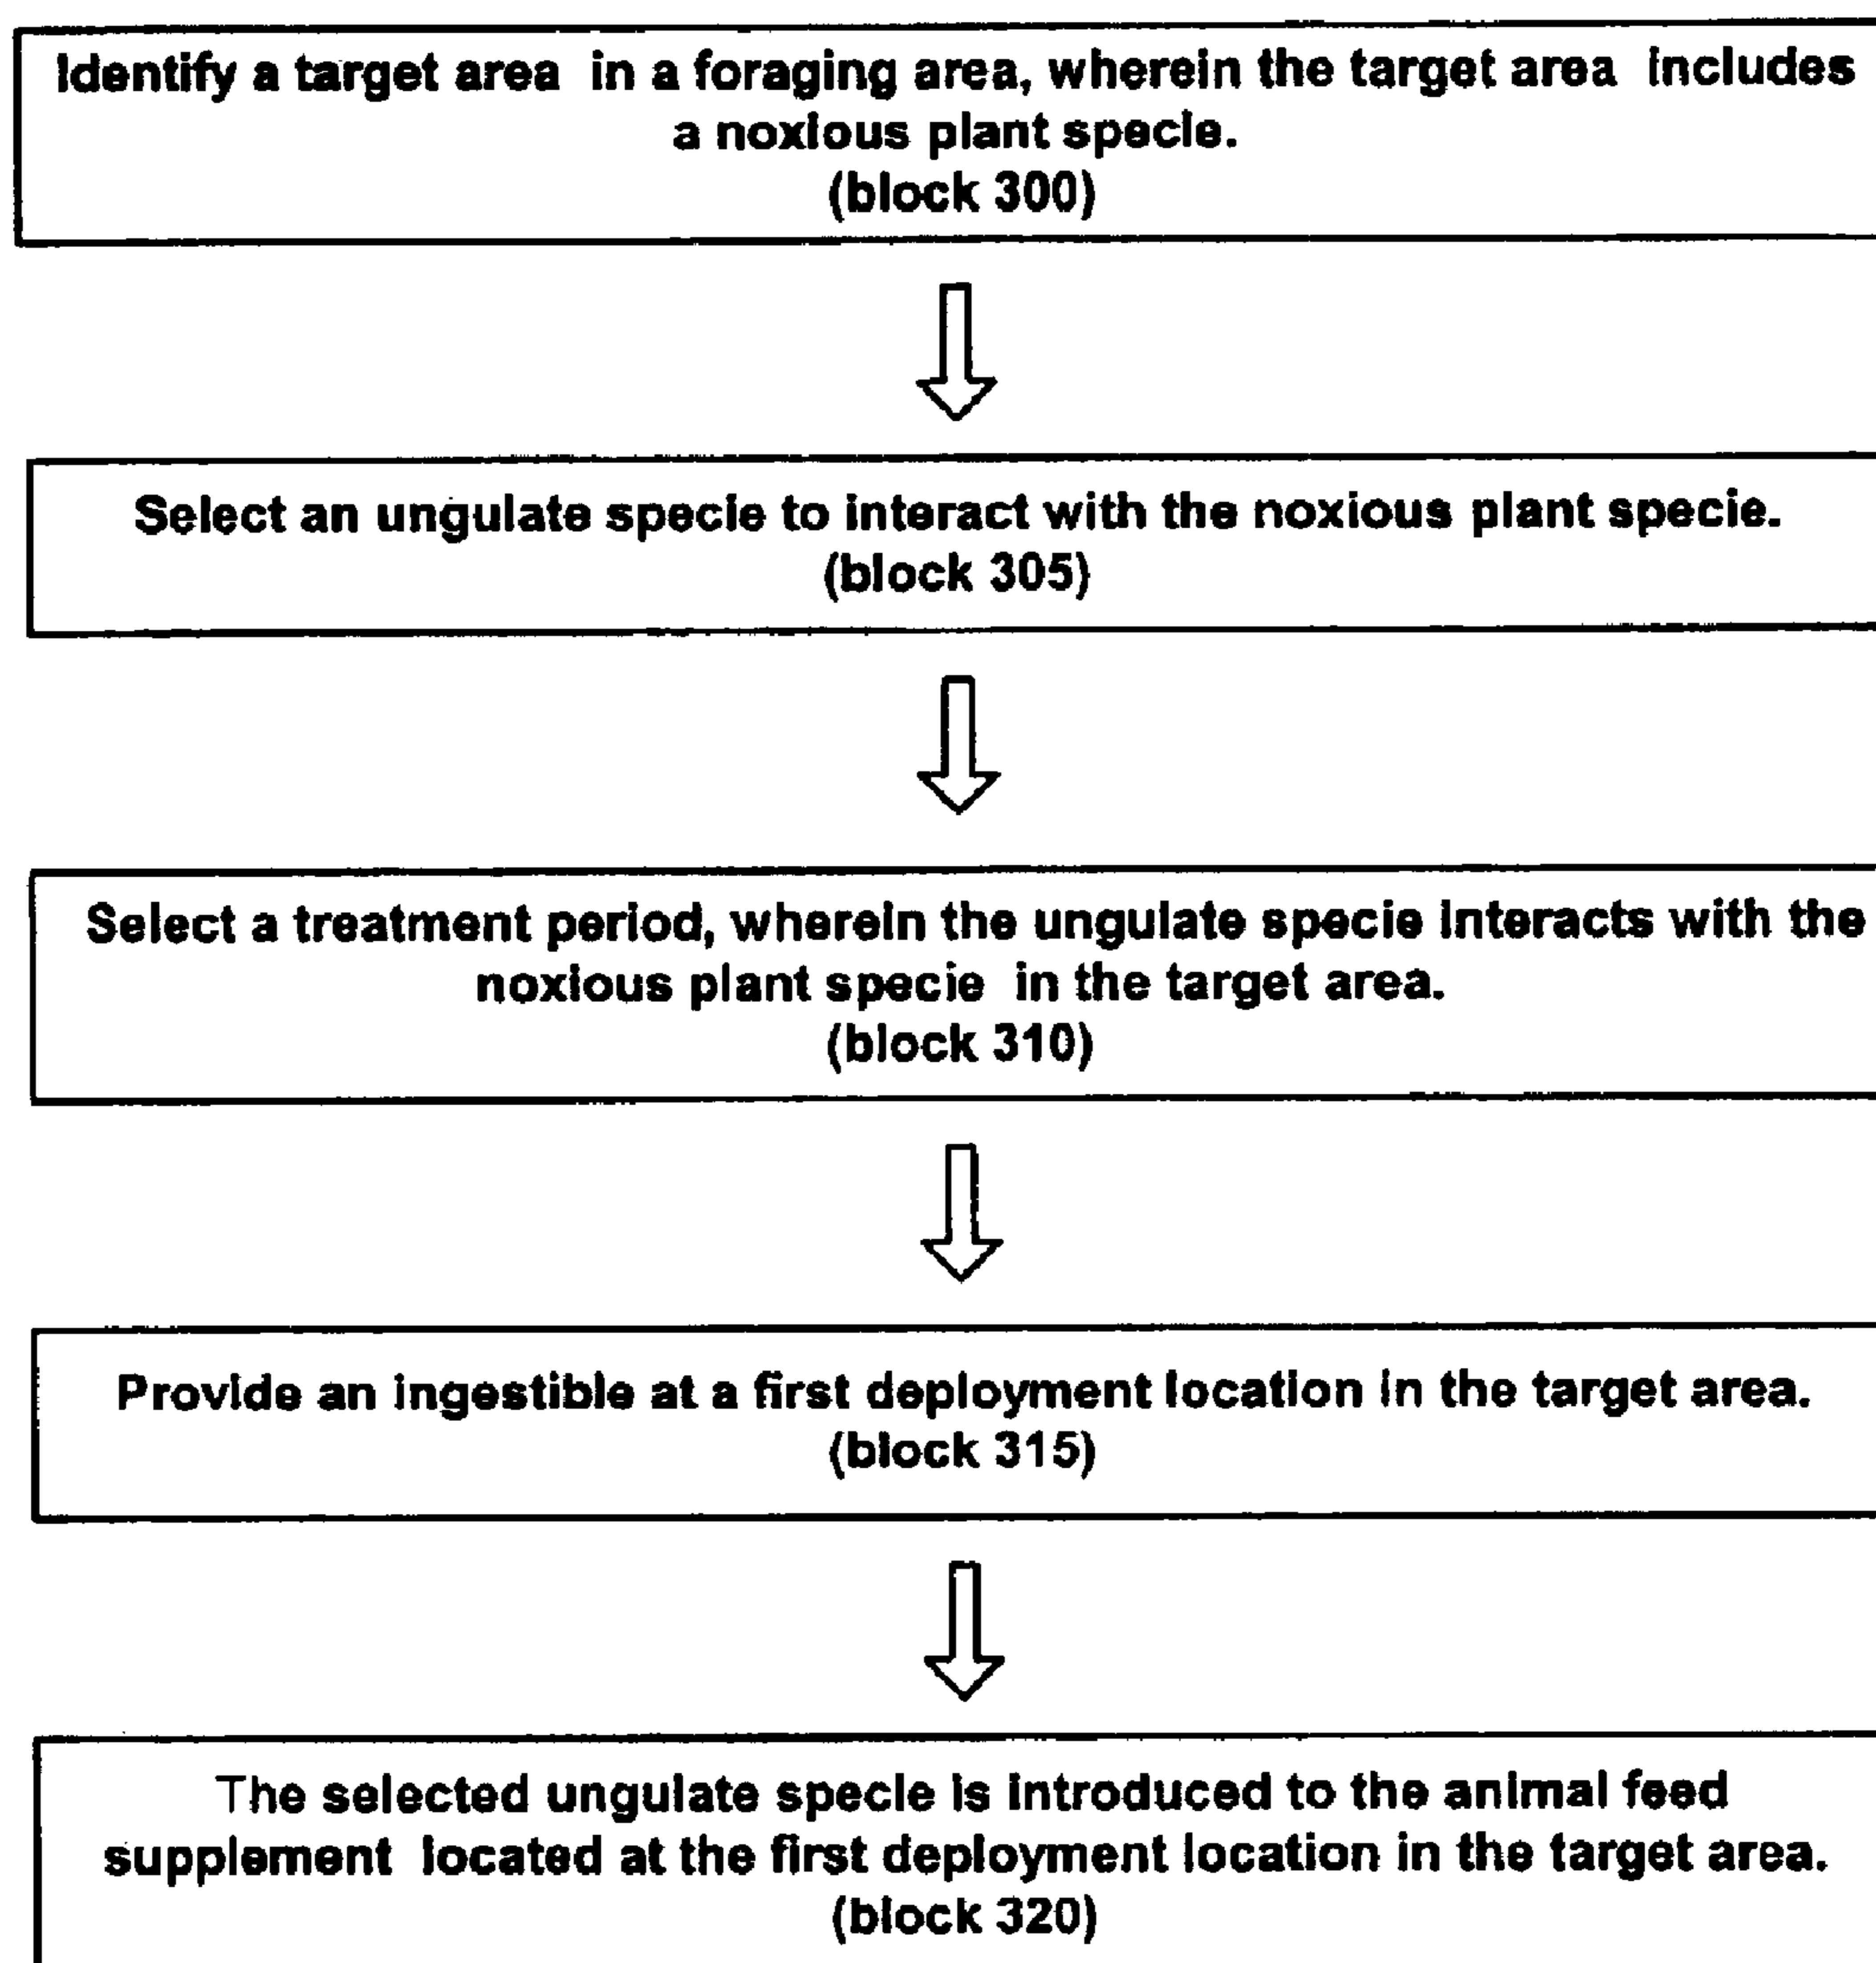 Identify a target area in a foraging area, wherein the target area includes
a noxious plant specie.
(block 300)
Select an ungulate specie to interact with the noxious plant specie.
(block 305)
Select a treatment period, wherein the ungulate specie interacts with the
noxious plant specie in the target area.
(block 310)
Provide an ingestible at a first deployment location in the target area.
(block 315)
The selected ungulate specie is introduced to the animal feed
supplement located at the first deployment location in the target area.
(block 320)